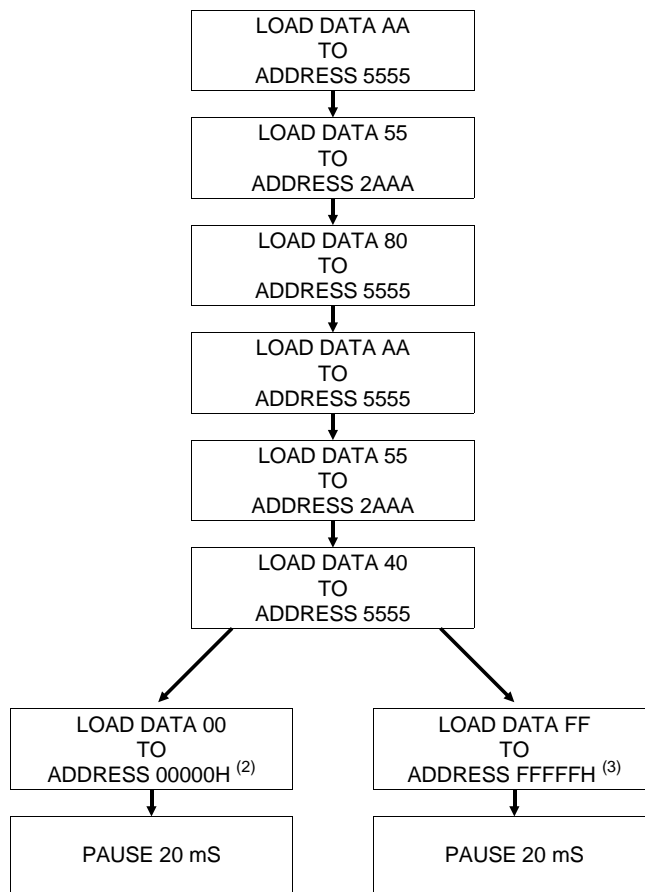 LOAD DATA AA
TO
ADDRESS 5555
LOAD DATA 55
TO
ADDRESS 2AAA
LOAD DATA 80
TO
ADDRESS 5555
LOAD DATA AA
TO
ADDRESS 5555
LOAD DATA 55
TO
ADDRESS 2AAA
LOAD DATA 40
TO
ADDRESS 5555
LOAD DATA 00
TO
ADDRESS 00000H (2)
PAUSE 20 mS
LOAD DATA FF
TO
ADDRESS FFFFFH (3)
PAUSE 20 mS